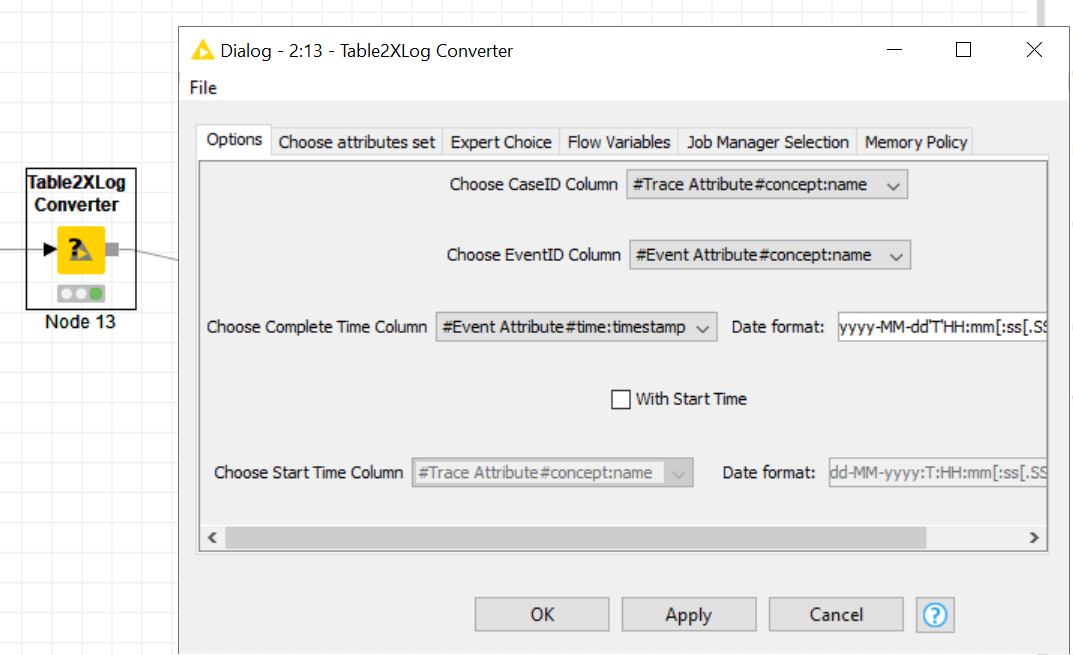 Dialog - 2:13 - Table2XLog Converter
File
Options Choose attributes set Expert Choice Flow Variables Job Manager Selection Memory Policy
Table2XLog
Converter
?
Node 13
Choose CaseID Column #Trace Attribute#concept:name
Choose EventID Column #Event Attribute#concept:name
Choose Complete Time Column #Event Attribute#time:timestamp Date format: yyyy-MM-dd'T'HH:mm[:ss[.SS
With Start Time
Choose Start Time Column #Trace Attribute#concept:name Date format: dd-MM-yyyy:T:HH:mm[:ss[.SS
OK Apply Cancel ?